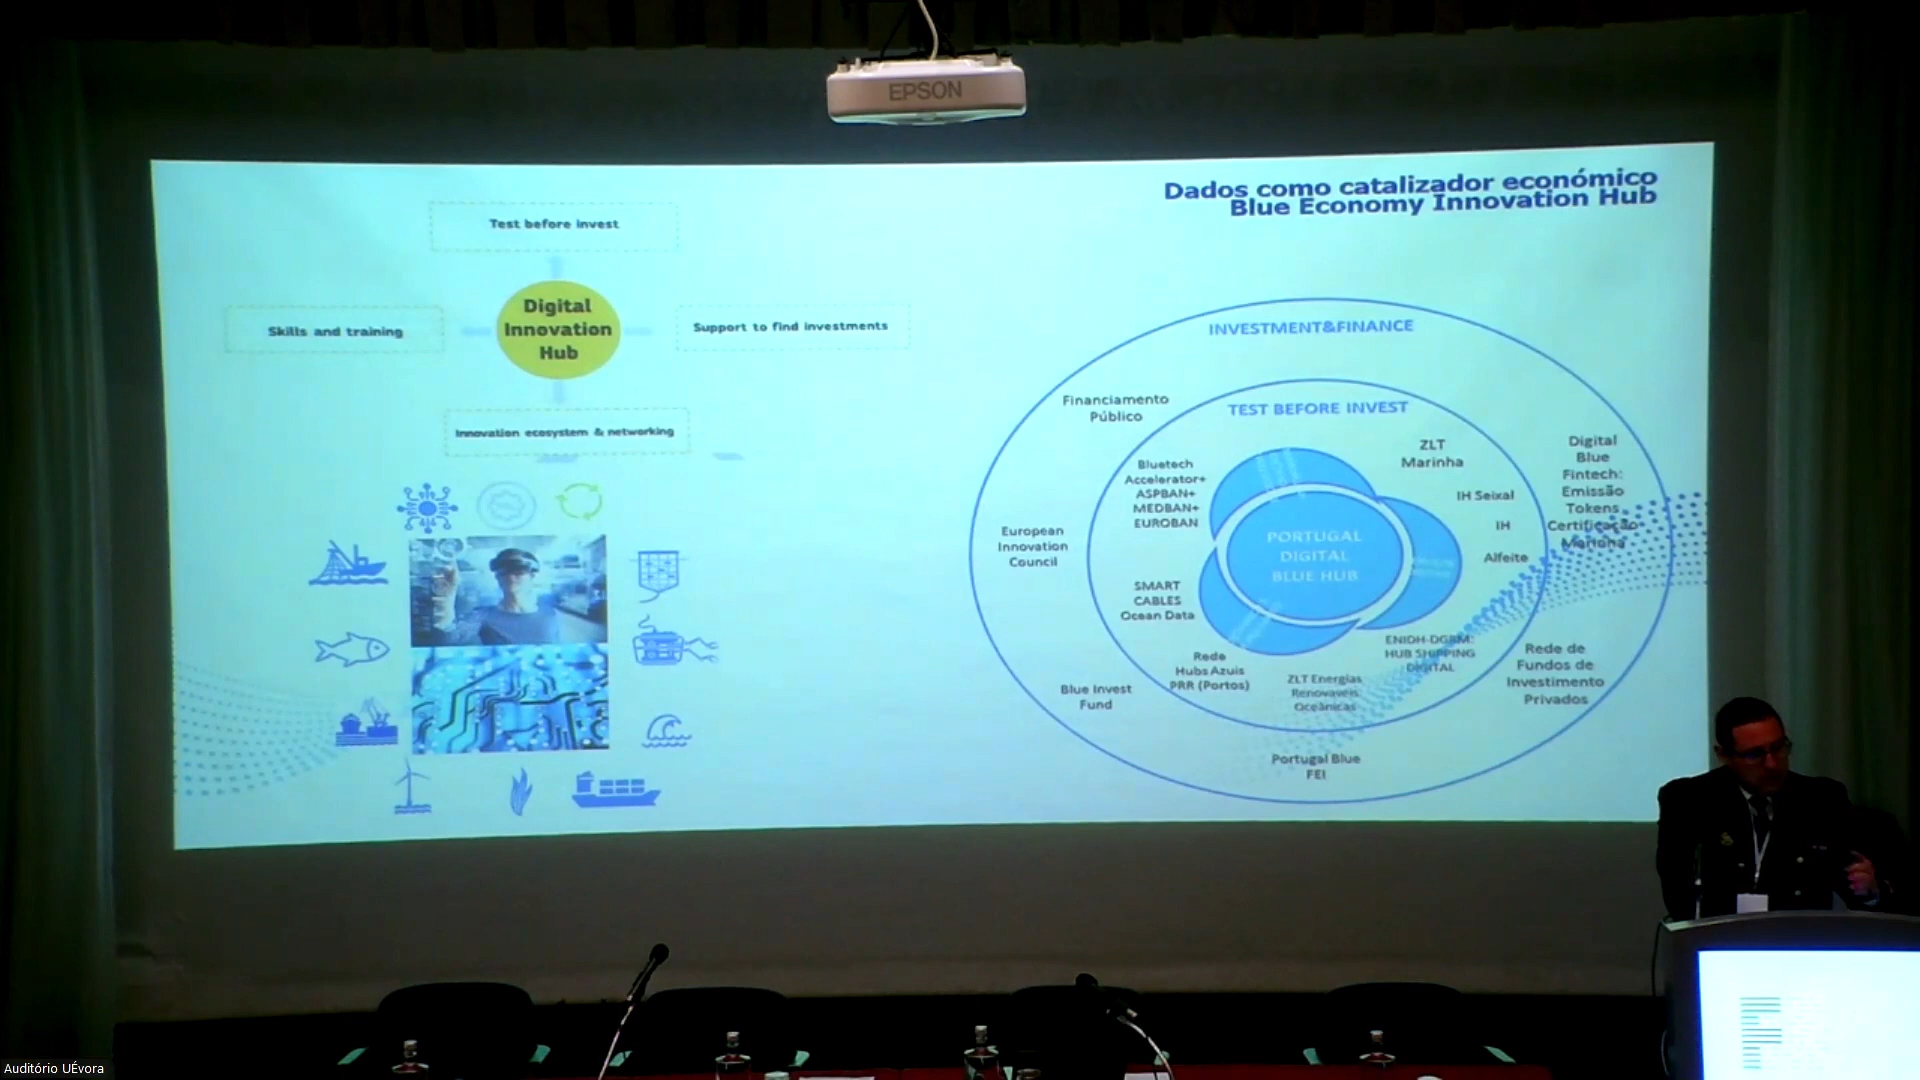 EPSON
Dados como catalizador económico
Blue Economy Innovation Hub
Test before invest
Digital
Innovation
Hub
Skills and training
Support to find investments
Innovation ecosystem & networking
INVESTMENT&FINANCE
Financiamento
Público
TEST BEFORE INVEST
ZLT
Marinha
Digital
Blue
Fintech:
Emissão
Tokens
Certificação
Marinha
Bluetech
Accelerator+
ASPBAN+
MEDBAN+
EUROBAN
IH Seixal
IH
Alfeite
European
Innovation
Council
PORTUGAL
DIGITAL
BLUE HUB
SMART
CABLES
Ocean Data
ENIDH-DGRM:
HUB SHIPPING
DIGITAL
Rede
Hubs Azuis
PRR (Portos)
ZLT Energias
Renováveis
Oceânicas
Rede de
Fundos de
Investimento
Privados
Blue Invest
Fund
Portugal Blue
FEI
Auditório UÉvora